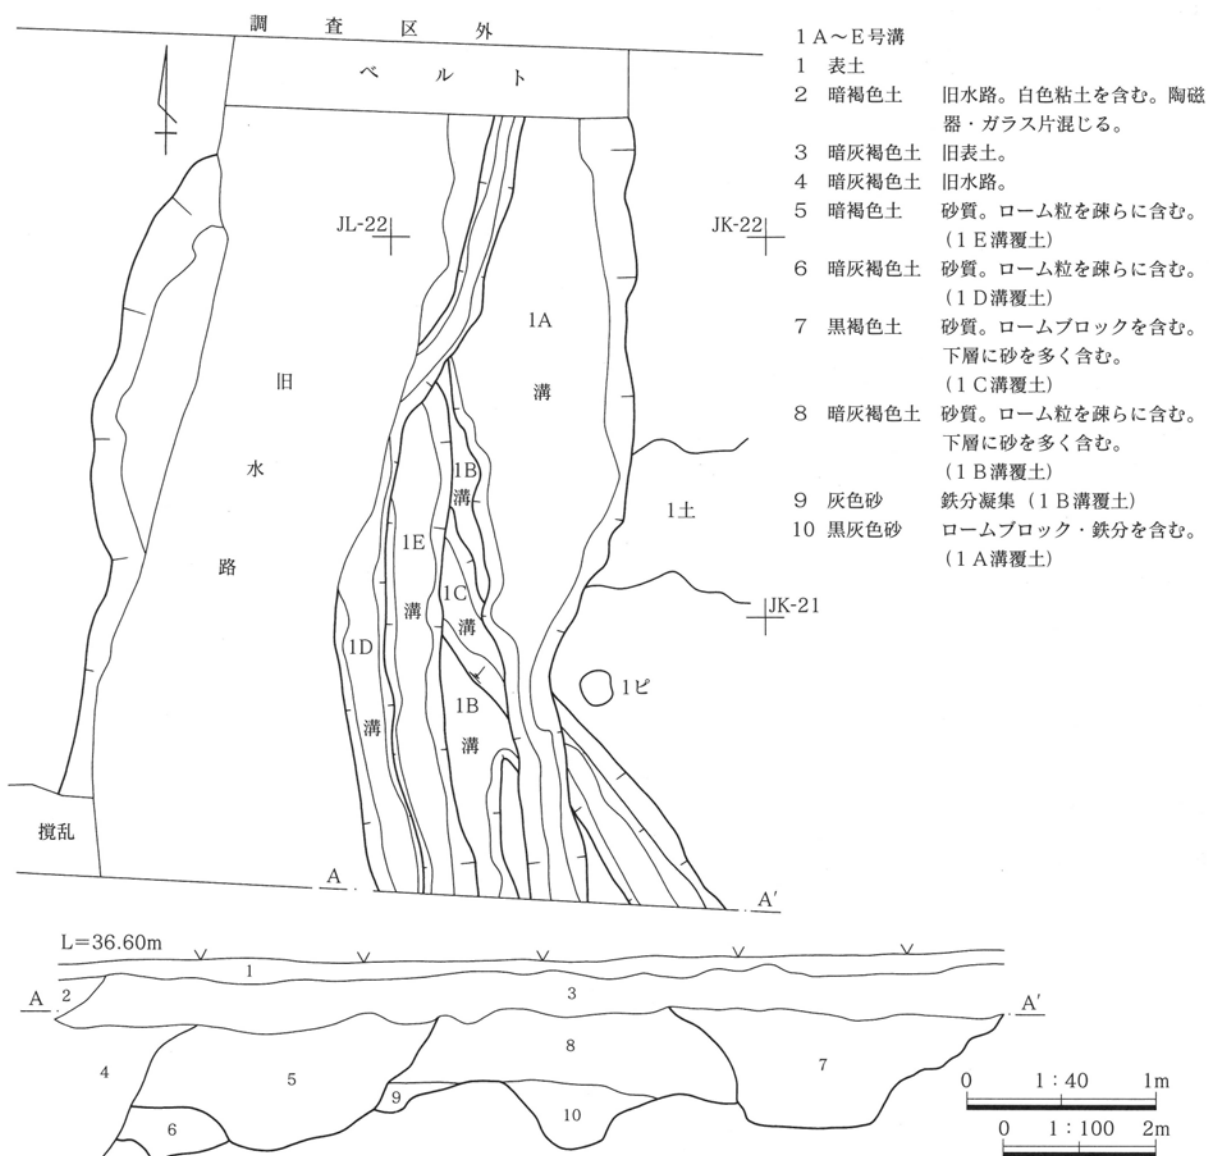 調査区外
ベルト
JL-22
JK-22
1A
溝
旧
水
路
1B
溝
1土
1E
溝
1C
溝
JK-21
1D
溝
1ピ
1B
溝
撹乱
A
A′
1A～E号溝
1 表土
2 暗褐色土 旧水路。白色粘土を含む。陶磁
器・ガラス片混じる。
3 暗灰褐色土 旧表土。
4 暗灰褐色土 旧水路。
5 暗褐色土 砂質。ローム粒を疎らに含む。
（1E溝覆土）
6 暗灰褐色土 砂質。ローム粒を疎らに含む。
（1D溝覆土）
7 黒褐色土 砂質。ロームブロックを含む。
下層に砂を多く含む。
（1C溝覆土）
8 暗灰褐色土 砂質。ローム粒を疎らに含む。
下層に砂を多く含む。
（1B溝覆土）
9 灰色砂 鉄分凝集（1B溝覆土）
10 黒灰色砂 ロームブロック・鉄分を含む。
（1A溝覆土）
L=36.60m
1
2
3
A
A′
4
5
8
7
9
10
6
0 1：40 1m
0 1：100 2m